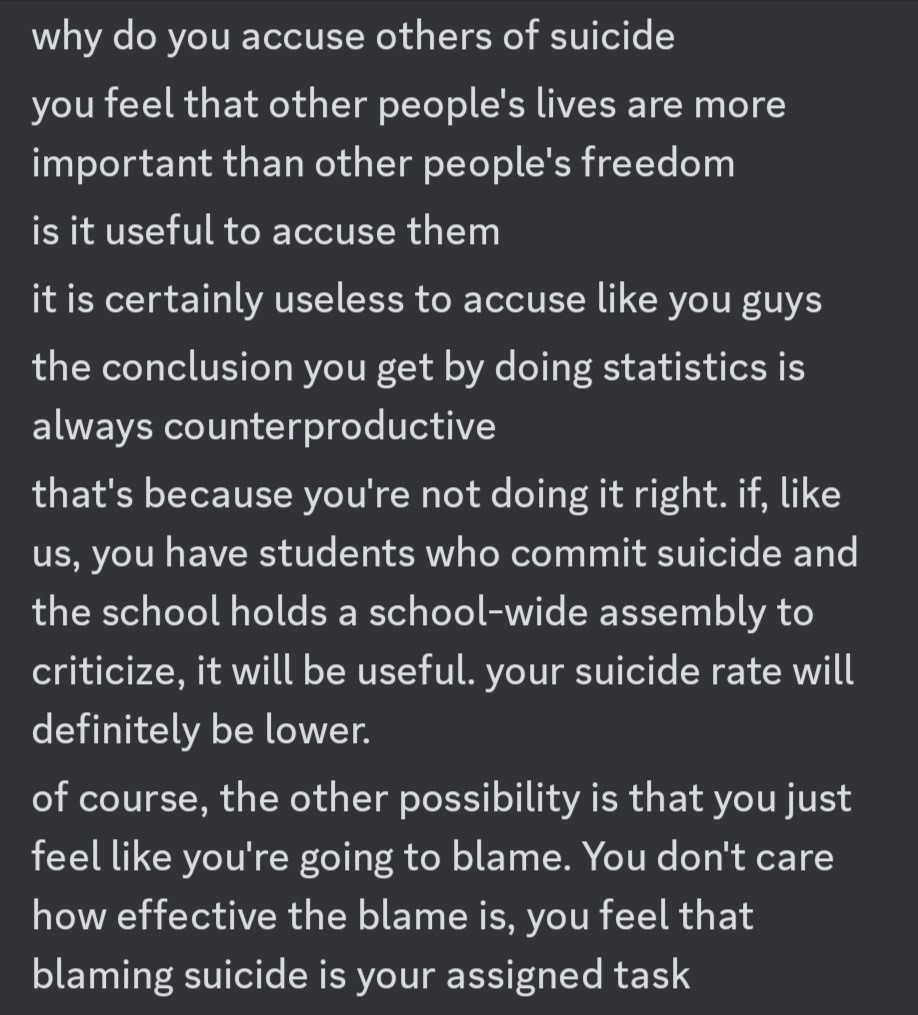 why do you accuse others of suicide
you feel that other people's lives are more
important than other people's freedom
is it useful to accuse them
it is certainly useless to accuse like you guys
the conclusion you get by doing statistics is
always counterproductive
that's because you're not doing it right. if, like
us, you have students who commit suicide and
the school holds a school-wide assembly to
criticize, it will be useful. your suicide rate will
definitely be lower.
of course, the other possibility is that you just
feel like you're going to blame. You don't care
how effective the blame is, you feel that
blaming suicide is your assigned task